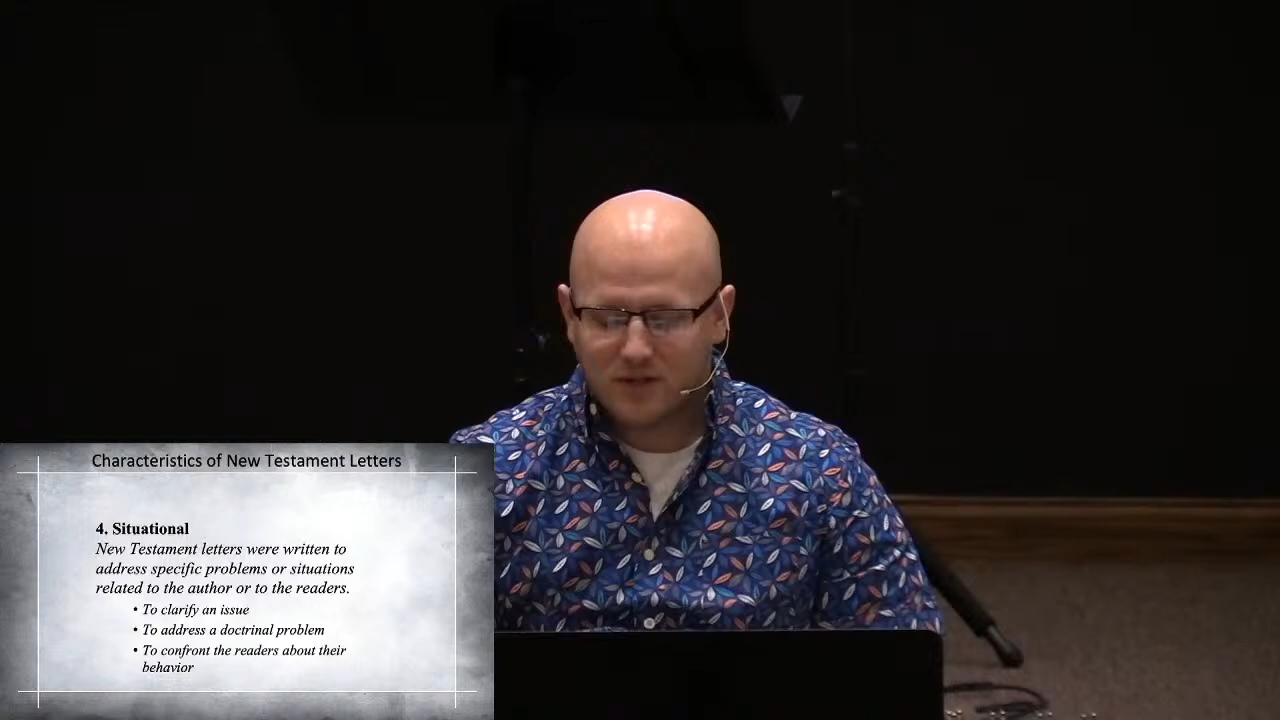 Characteristics of New Testament Letters
4. Situational
New Testament letters were written to
address specific problems or situations
related to the author or to the readers.
• To clarify an issue
• To address a doctrinal problem
• To confront the readers about their
behavior